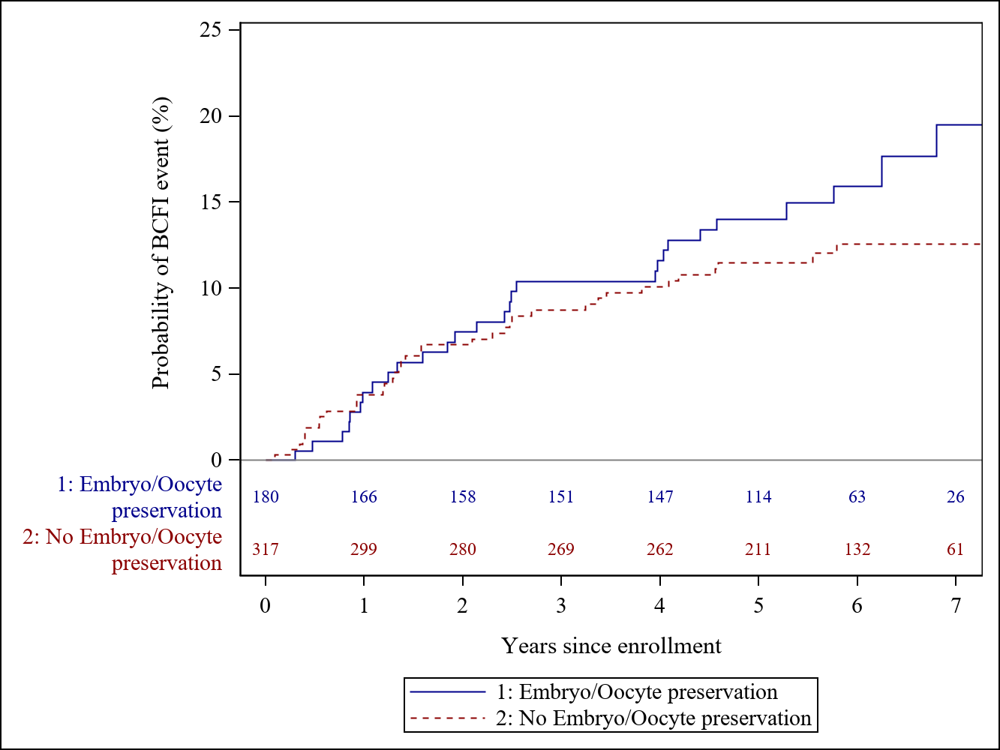 25
20
15
10
5
0
Probability of BCFI event (%)
1: Embryo/Oocyte
preservation
180 166 158 151 147 114 63 26
2: No Embryo/Oocyte
preservation
317 299 280 269 262 211 132 61
0 1 2 3 4 5 6 7
Years since enrollment
1: Embryo/Oocyte preservation
2: No Embryo/Oocyte preservation